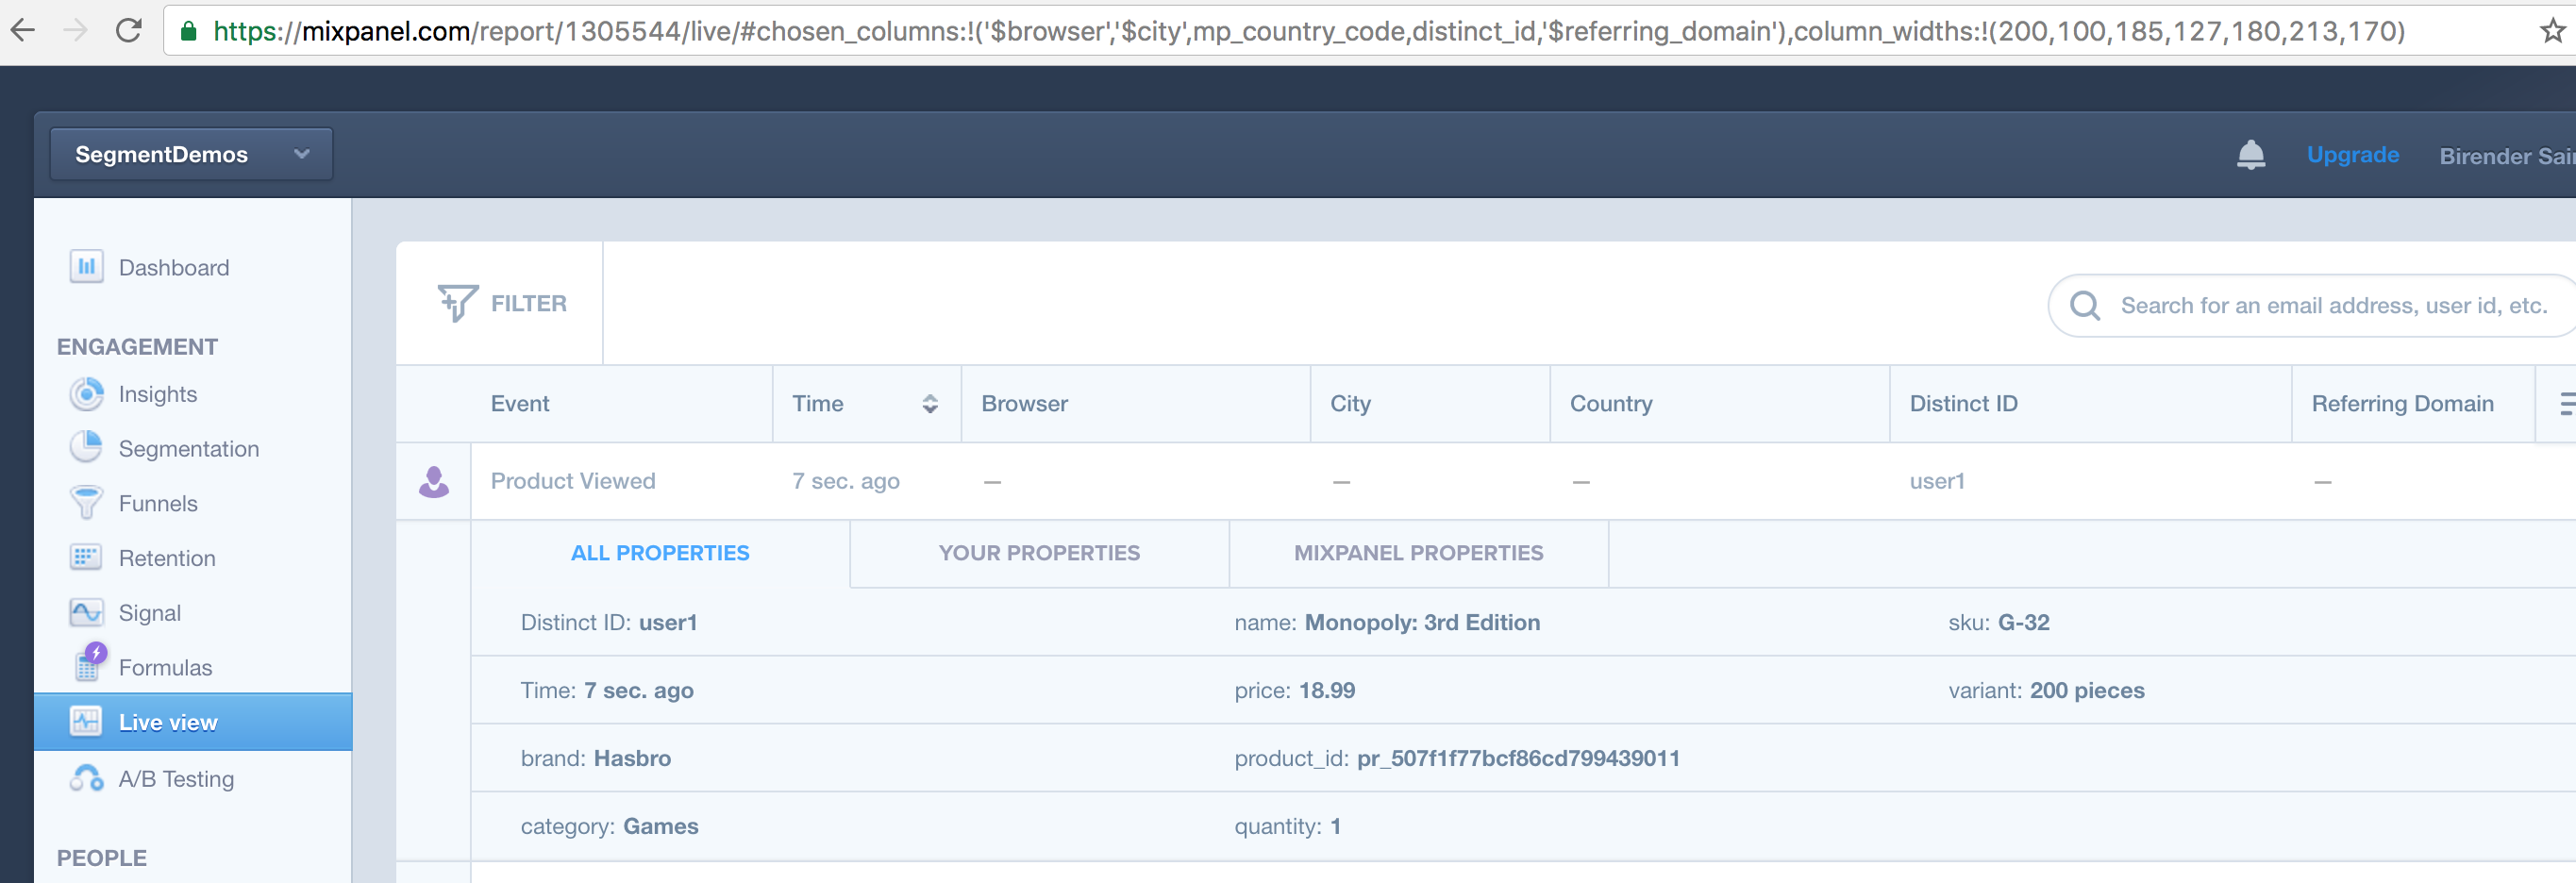 https://mixpanel.com/report/1305544/live/#chosen_columns:!('$browser','$city',mp_country_code,distinct_id,'$referring_domain'),column_widths:!(200,100,185,127,180,213,170)
SegmentDemos
Upgrade
Birender Sai
Dashboard
ENGAGEMENT
Insights
Segmentation
Funnels
Retention
Signal
Formulas
Live view
A/B Testing
PEOPLE
FILTER
Search for an email address, user id, etc.
Event Time Browser City Country Distinct ID Referring Domain
Product Viewed 7 sec. ago — — — user1 —
ALL PROPERTIES YOUR PROPERTIES MIXPANEL PROPERTIES
Distinct ID: user1 name: Monopoly: 3rd Edition sku: G-32
Time: 7 sec. ago price: 18.99 variant: 200 pieces
brand: Hasbro product_id: pr_507f1f77bcf86cd799439011
category: Games quantity: 1